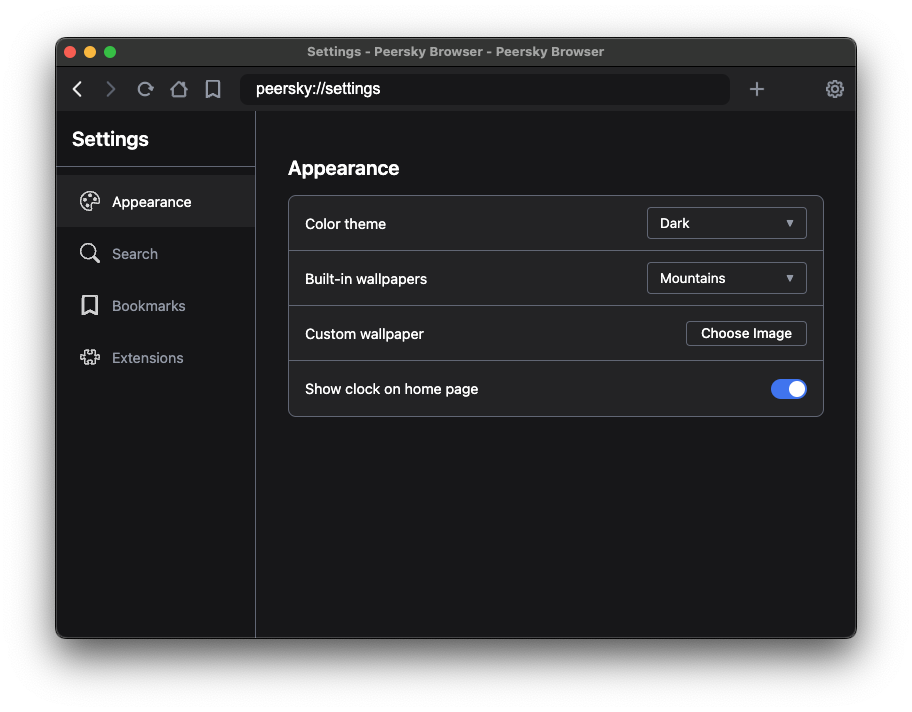 Settings - Peersky Browser - Peersky Browser
peersky://settings
Settings
Appearance
Search
Bookmarks
Extensions
Appearance
Color theme
Dark
Built-in wallpapers
Mountains
Custom wallpaper
Choose Image
Show clock on home page